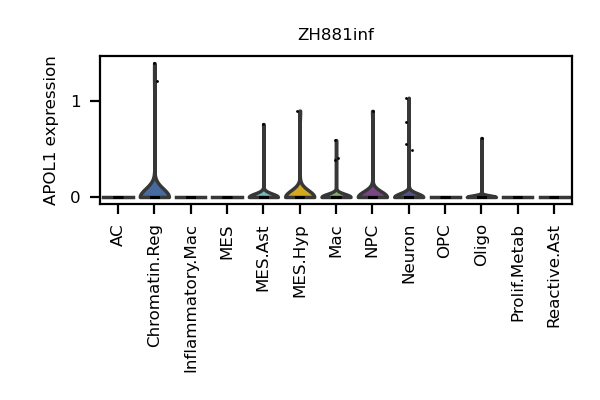 ZH881inf
APOL1 expression
1
0
AC
Chromatin.Reg
Inflammatory.Mac
MES
MES.Ast
MES.Hyp
Mac
NPC
Neuron
OPC
Oligo
Prolif.Metab
Reactive.Ast